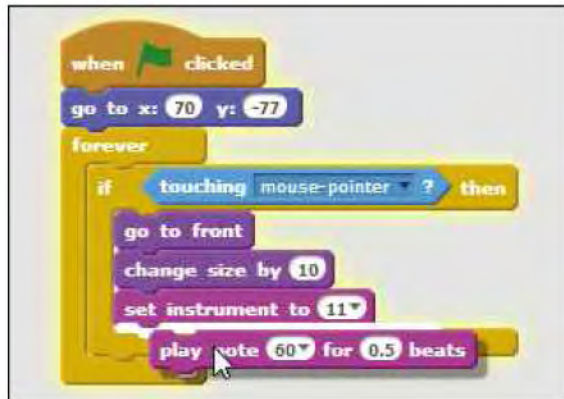 when clicked
go to x: 70 y: -77
forever
if touching mouse-pointer ? then
go to front
change size by 10
set instrument to 11
play note 60 for 0.5 beats